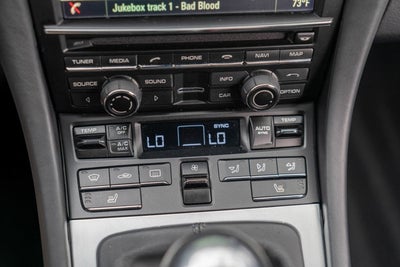 Jukebox track 1 - Bad Blood 73°F
TUNER MEDIA PHONE NAVI MAP
SOURCE SOUND INFO
CAR OPTION
TEMP A/C OFF SYNC AUTO TEMP
A/C MAX LO LO SYNC